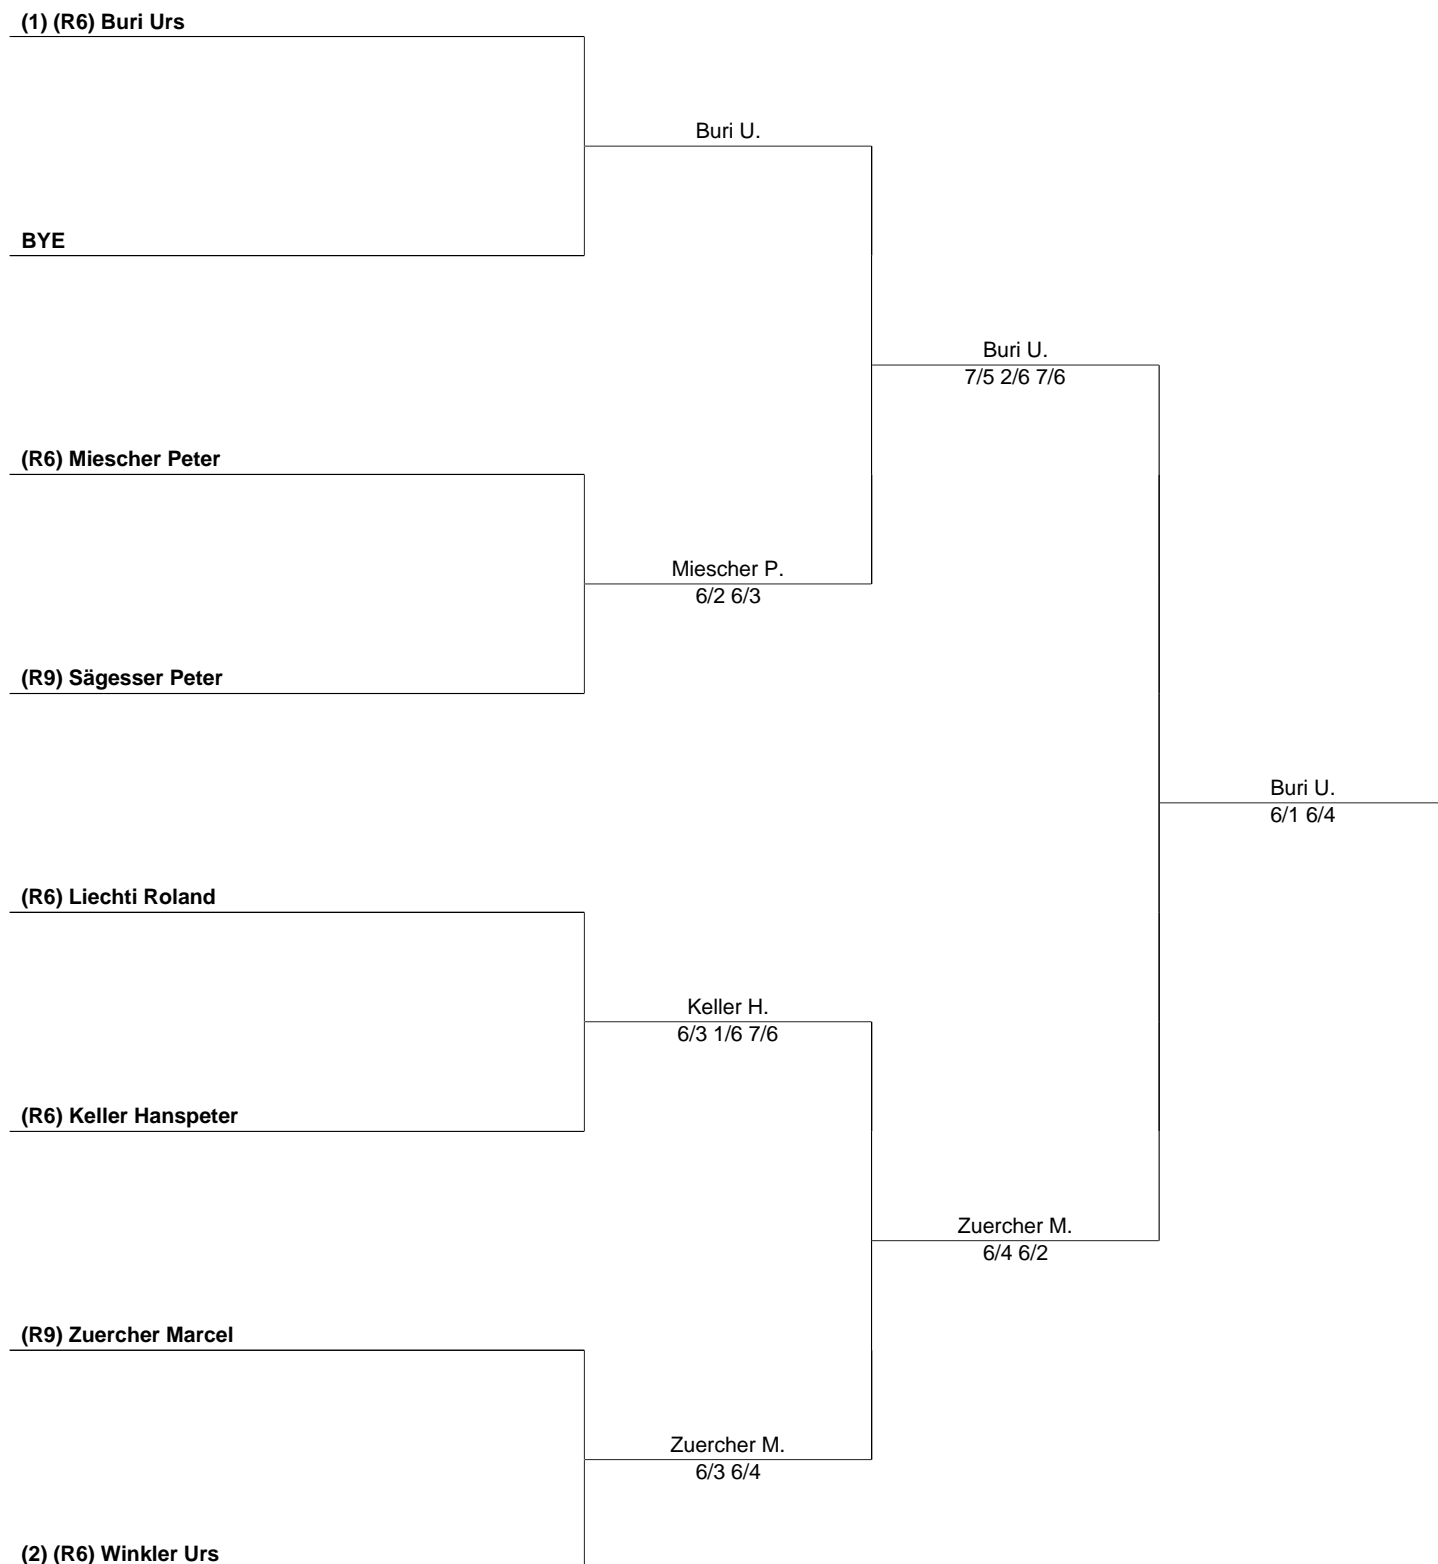 (1) (R6) Buri Urs
Buri U.
BYE
Buri U.
7/5 2/6 7/6
(R6) Miescher Peter
Miescher P.
6/2 6/3
(R9) Sägesser Peter
Buri U.
6/1 6/4
(R6) Liechti Roland
Keller H.
6/3 1/6 7/6
(R6) Keller Hanspeter
Zuercher M.
6/4 6/2
(R9) Zuercher Marcel
Zuercher M.
6/3 6/4
(2) (R6) Winkler Urs